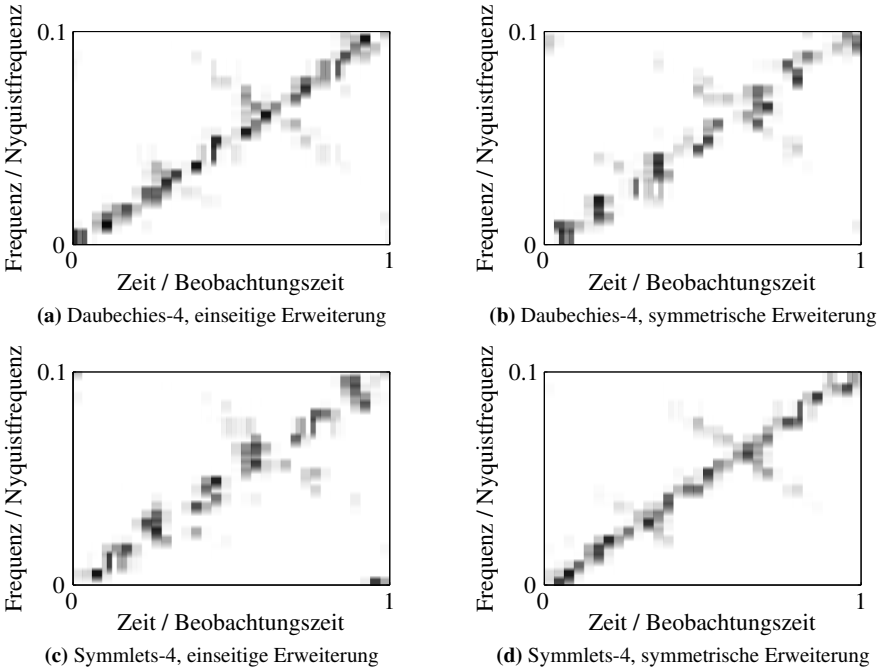 0.1
Frequenz / Nyquistfrequenz
0
0
1
Zeit / Beobachtungszeit
(a) Daubechies-4, einseitige Erweiterung
0.1
Frequenz / Nyquistfrequenz
0
0
1
Zeit / Beobachtungszeit
(b) Daubechies-4, symmetrische Erweiterung
0.1
Frequenz / Nyquistfrequenz
0
0
1
Zeit / Beobachtungszeit
(c) Symmlets-4, einseitige Erweiterung
0.1
Frequenz / Nyquistfrequenz
0
0
1
Zeit / Beobachtungszeit
(d) Symmlets-4, symmetrische Erweiterung